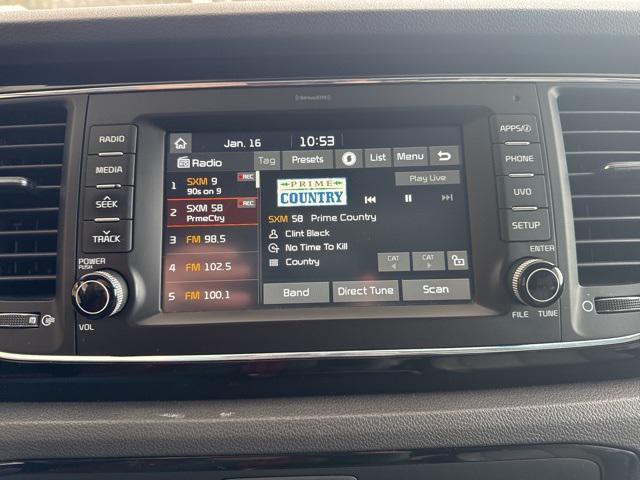 ((SiriusXM))
Jan. 16 10:53
Radio Tag Presets List Menu
1 SXM 9 REC
90s on 9
2 SXM 58 REC
PrmeCty
3 FM 98.5
4 FM 102.5
5 FM 100.1
PRIME
COUNTRY
Play Live
SXM 58 Prime Country
Clint Black
No Time To Kill
Country
CAT CAT
Band Direct Tune Scan
RADIO
MEDIA
SEEK
TRACK
POWER
PUSH
VOL
APPS/i
PHONE
UVO
SETUP
ENTER
FILE TUNE